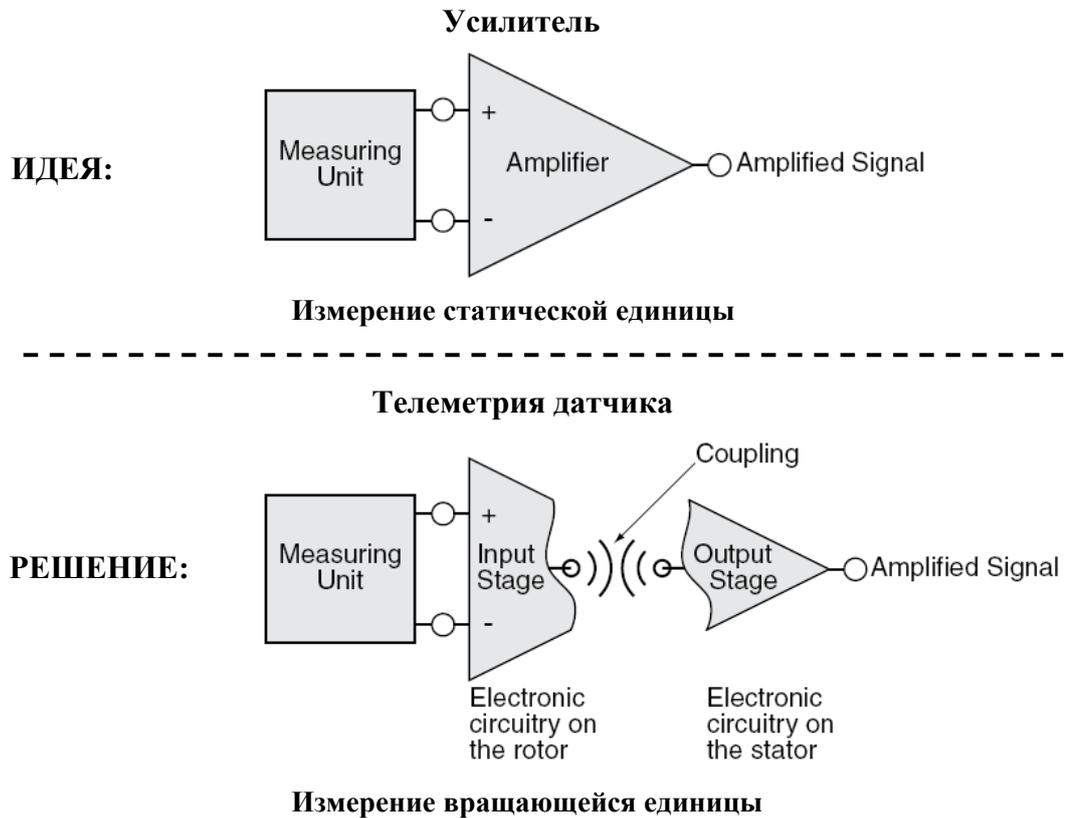 Усилитель
ИДЕЯ:
Measuring
Unit
+
-
Amplifier
Amplified Signal
Измерение статической единицы
Телеметрия датчика
Coupling
РЕШЕНИЕ:
Measuring
Unit
+
-
Input
Stage
Output
Stage
Amplified Signal
Electronic
circuitry on
the rotor
Electronic
circuitry on
the stator
Измерение вращающейся единицы